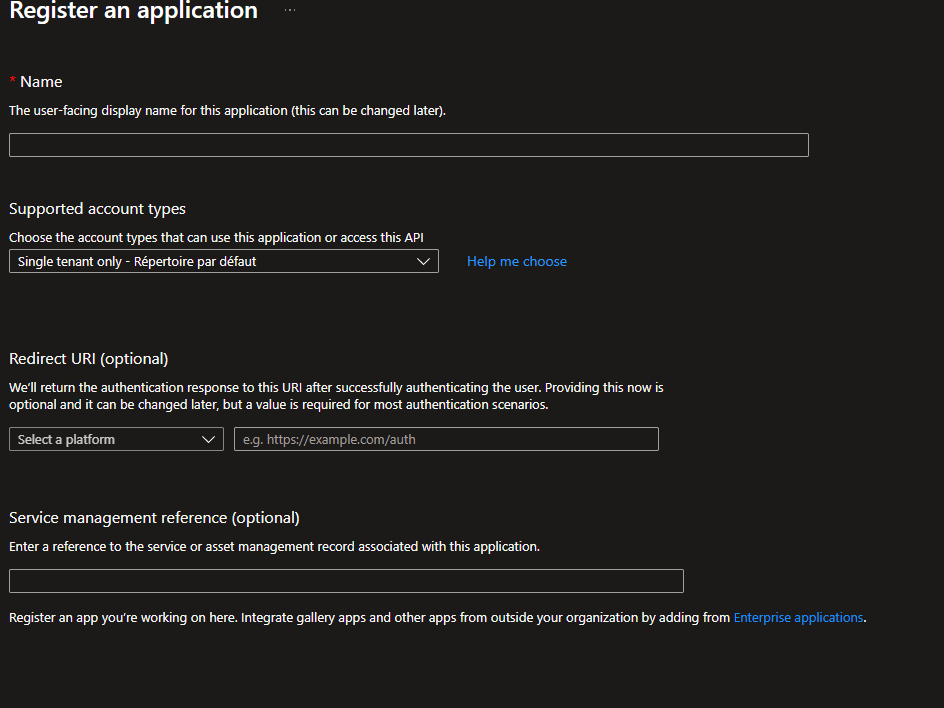 Register an application ...
* Name
The user-facing display name for this application (this can be changed later).
Supported account types
Choose the account types that can use this application or access this API
Single tenant only - Répertoire par défaut
Help me choose
Redirect URI (optional)
We'll return the authentication response to this URI after successfully authenticating the user. Providing this now is
optional and it can be changed later, but a value is required for most authentication scenarios.
Select a platform
e.g. https://example.com/auth
Service management reference (optional)
Enter a reference to the service or asset management record associated with this application.
Register an app you're working on here. Integrate gallery apps and other apps from outside your organization by adding from Enterprise applications.